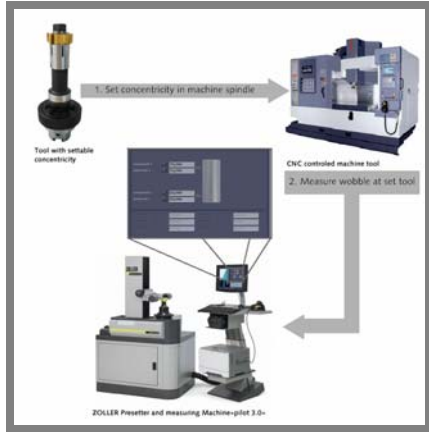 1. Set concentricity in machine spindle
Tool with settable
concentricity
CNC controled machine tool
2. Measure wobble at set tool
ZOLLER
ZOLLER Presetter and measuring Machine »pilot 3.0«